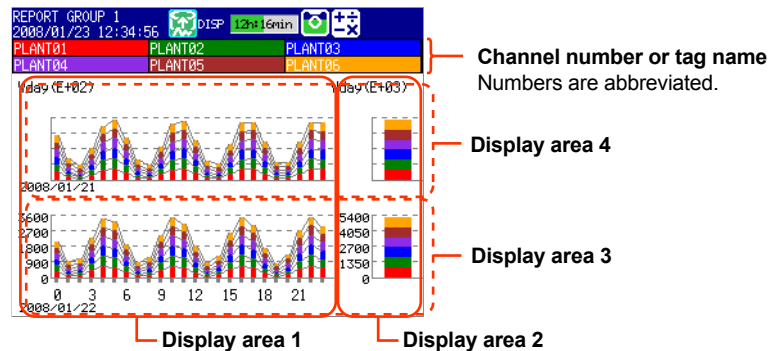 REPORT GROUP 1
2008/01/23 12:34:56 DISP 12h:16min
PLANT01 PLANT02 PLANT03
PLANT04 PLANT05 PLANT06
Channel number or tag name
Numbers are abbreviated.
/day(E+02) /day(E+03)
Display area 4
2008/01/21
3600 5400
2700 4050
1800 2700
900 1350
0 0
Display area 3
0 3 6 9 12 15 18 21
2008/01/22
Display area 1 Display area 2